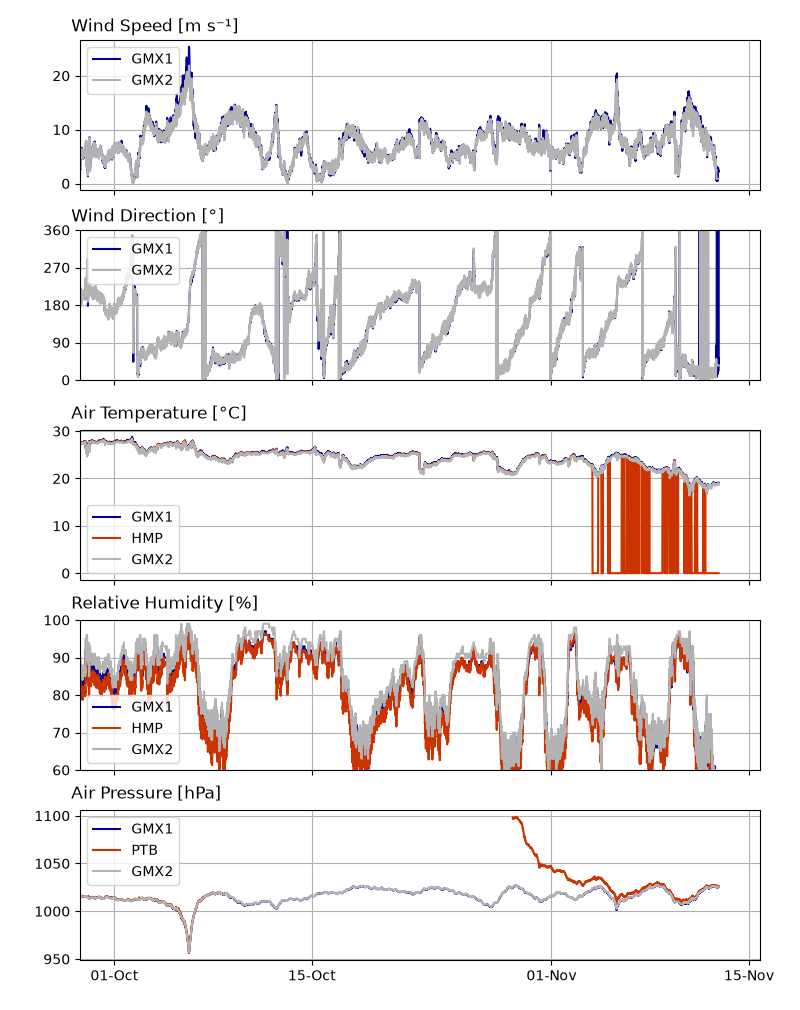 Wind Speed [m s⁻¹]
GMX1
GMX2
20
10
0
Wind Direction [°]
360
GMX1
GMX2
270
180
90
0
Air Temperature [°C]
30
20
GMX1
HMP
GMX2
10
0
Relative Humidity [%]
100
90
80
GMX1
HMP
GMX2
70
60
Air Pressure [hPa]
1100
GMX1
PTB
GMX2
1050
1000
950
01-Oct 15-Oct 01-Nov 15-Nov